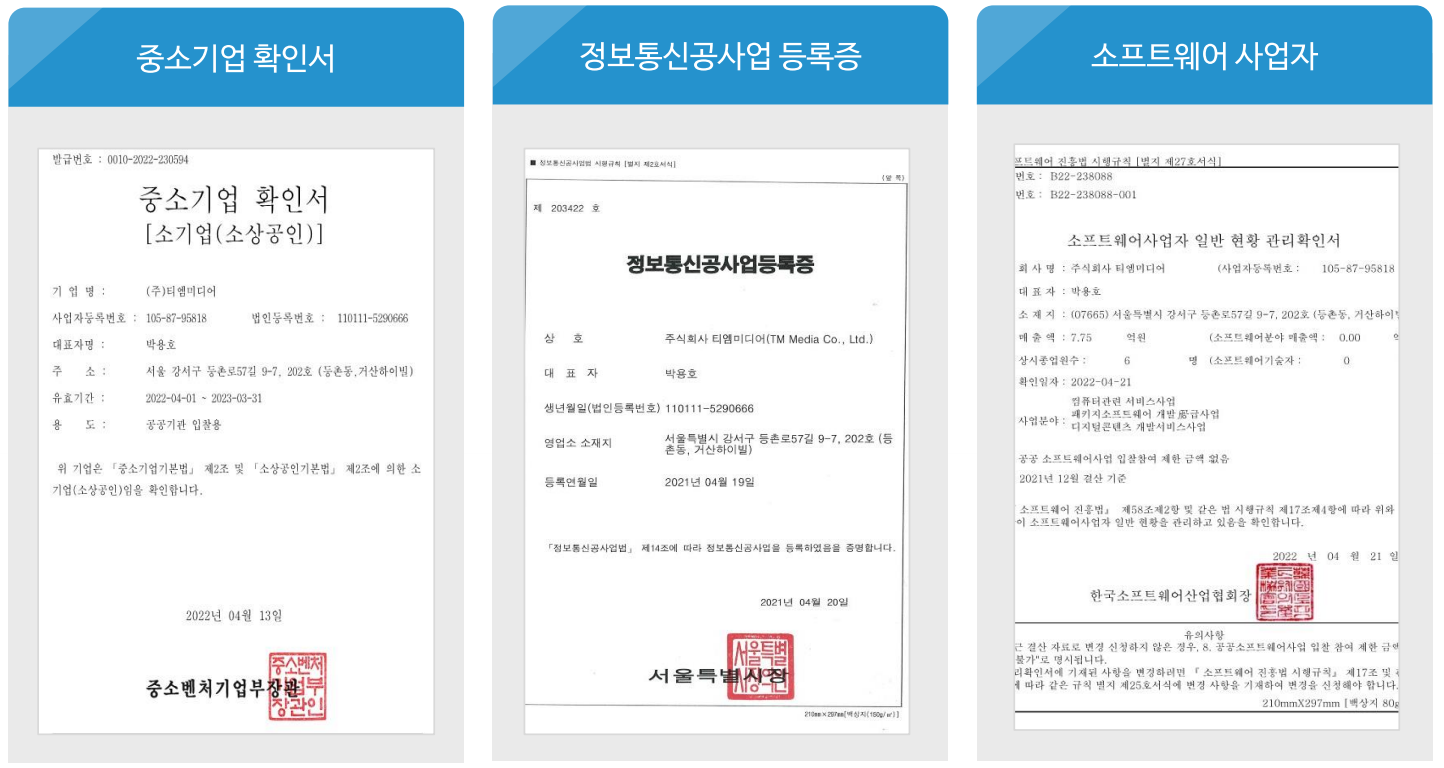 중소기업 확인서
발급번호 : 0010-2022-230594
중소기업 확인서
[소기업(소상공인)]
기 업 명 : (주)티엠미디어
사업자등록번호 : 105-87-95818 법인등록번호 : 110111-5290666
대표자명 : 박용호
주 소 : 서울 강서구 등촌로57길 9-7, 202호 (등촌동,거산하이빌)
유효기간 : 2022-04-01 ~ 2023-03-31
용 도 : 공공기관 입찰용
위 기업은 「중소기업기본법」 제2조 및 「소상공인기본법」 제2조에 의한 소
기업(소상공인)임을 확인합니다.
2022년 04월 13일
중소벤처기업부장관
중소벤처
기업부
장관인
정보통신공사업 등록증
■ 정보통신공사업법 시행규칙 [별지 제2호서식]
(앞 쪽)
제 203422 호
정보통신공사업등록증
상 호 주식회사 티엠미디어(TM Media Co., Ltd.)
대 표 자 박용호
생년월일(법인등록번호) 110111-5290666
영업소 소재지 서울특별시 강서구 등촌로57길 9-7, 202호 (등
촌동, 거산하이빌)
등록연월일 2021년 04월 19일
「정보통신공사업법」 제14조에 따라 정보통신공사업을 등록하였음을 증명합니다.
2021년 04월 20일
서울특별시장
서울특별
시장의인
210㎜×297㎜[백상지(150g/㎡)]
소프트웨어 사업자
프트웨어 진흥법 시행규칙 [별지 제27호서식]
번호 : B22-238088
번호 : B22-238088-001
소프트웨어사업자 일반 현황 관리확인서
회 사 명 : 주식회사 티엠미디어 (사업자등록번호 : 105-87-95818
대 표 자 : 박용호
소 재 지 : (07665) 서울특별시 강서구 등촌로57길 9-7, 202호 (등촌동, 거산하이
매 출 액 : 7.75 억원 (소프트웨어분야 매출액 : 0.00
상시종업원수 : 6 명 (소프트웨어기술자 : 0
확인일자 : 2022-04-21
사업분야 : 컴퓨터관련 서비스사업
패키지소프트웨어 개발공급사업
디지털콘텐츠 개발서비스사업
공공 소프트웨어사업 입찰참여 제한 금액 없음
2021년 12월 결산 기준
소프트웨어 진흥법』 제58조제2항 및 같은 법 시행규칙 제17조제4항에 따라 위와
이 소프트웨어사업자 일반 현황을 관리하고 있음을 확인합니다.
2022 년 04 월 21 일
한국소프트웨어산업협회장
유의사항
근 결산 자료로 변경 신청하지 않은 경우, 8. 공공소프트웨어사업 입찰 참여 제한 금액
불가"로 명시됩니다.
리확인서에 기재된 사항을 변경하려면 『 소프트웨어 진흥법 시행규칙』 제17조 및
에 따라 같은 규칙 별지 제25호서식에 변경 사항을 기재하여 변경을 신청해야 합니다.
210mmX297mm [백상지 80g